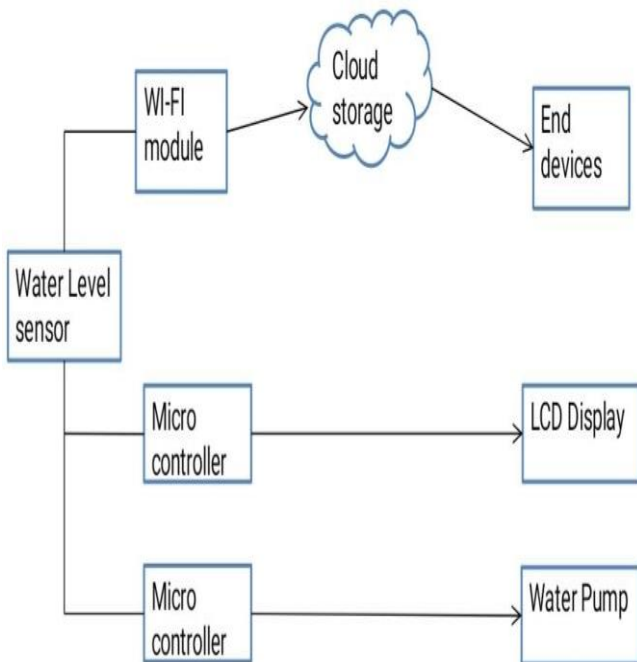 WI-FI
module
Cloud
storage
End
devices
Water Level
sensor
Micro
controller
LCD Display
Micro
controller
Water Pump